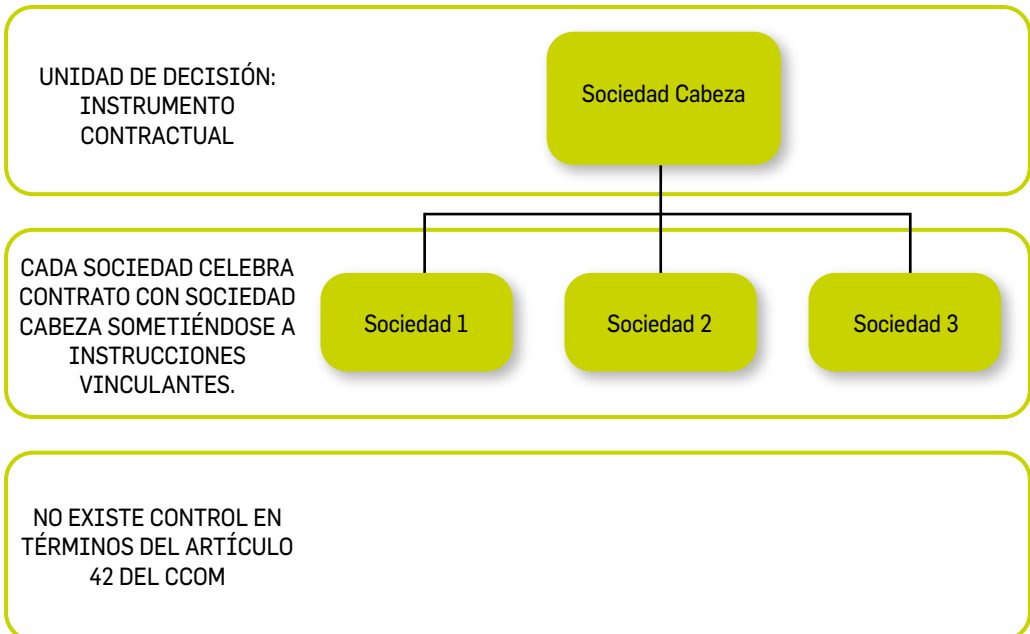 UNIDAD DE DECISIÓN:
INSTRUMENTO
CONTRACTUAL
Sociedad Cabeza
CADA SOCIEDAD CELEBRA
CONTRATO CON SOCIEDAD
CABEZA SOMETIÉNDOSE A
INSTRUCCIONES
VINCULANTES.
Sociedad 1
Sociedad 2
Sociedad 3
NO EXISTE CONTROL EN
TÉRMINOS DEL ARTÍCULO
42 DEL CCOM